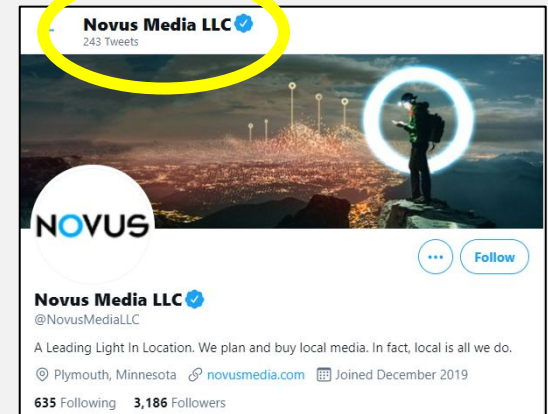 Novus Media LLC
243 Tweets
NOVUS
Follow
Novus Media LLC
@NovusMediaLLC
A Leading Light In Location. We plan and buy local media. In fact, local is all we do.
Plymouth, Minnesota novusmedia.com Joined December 2019
635 Following 3,186 Followers